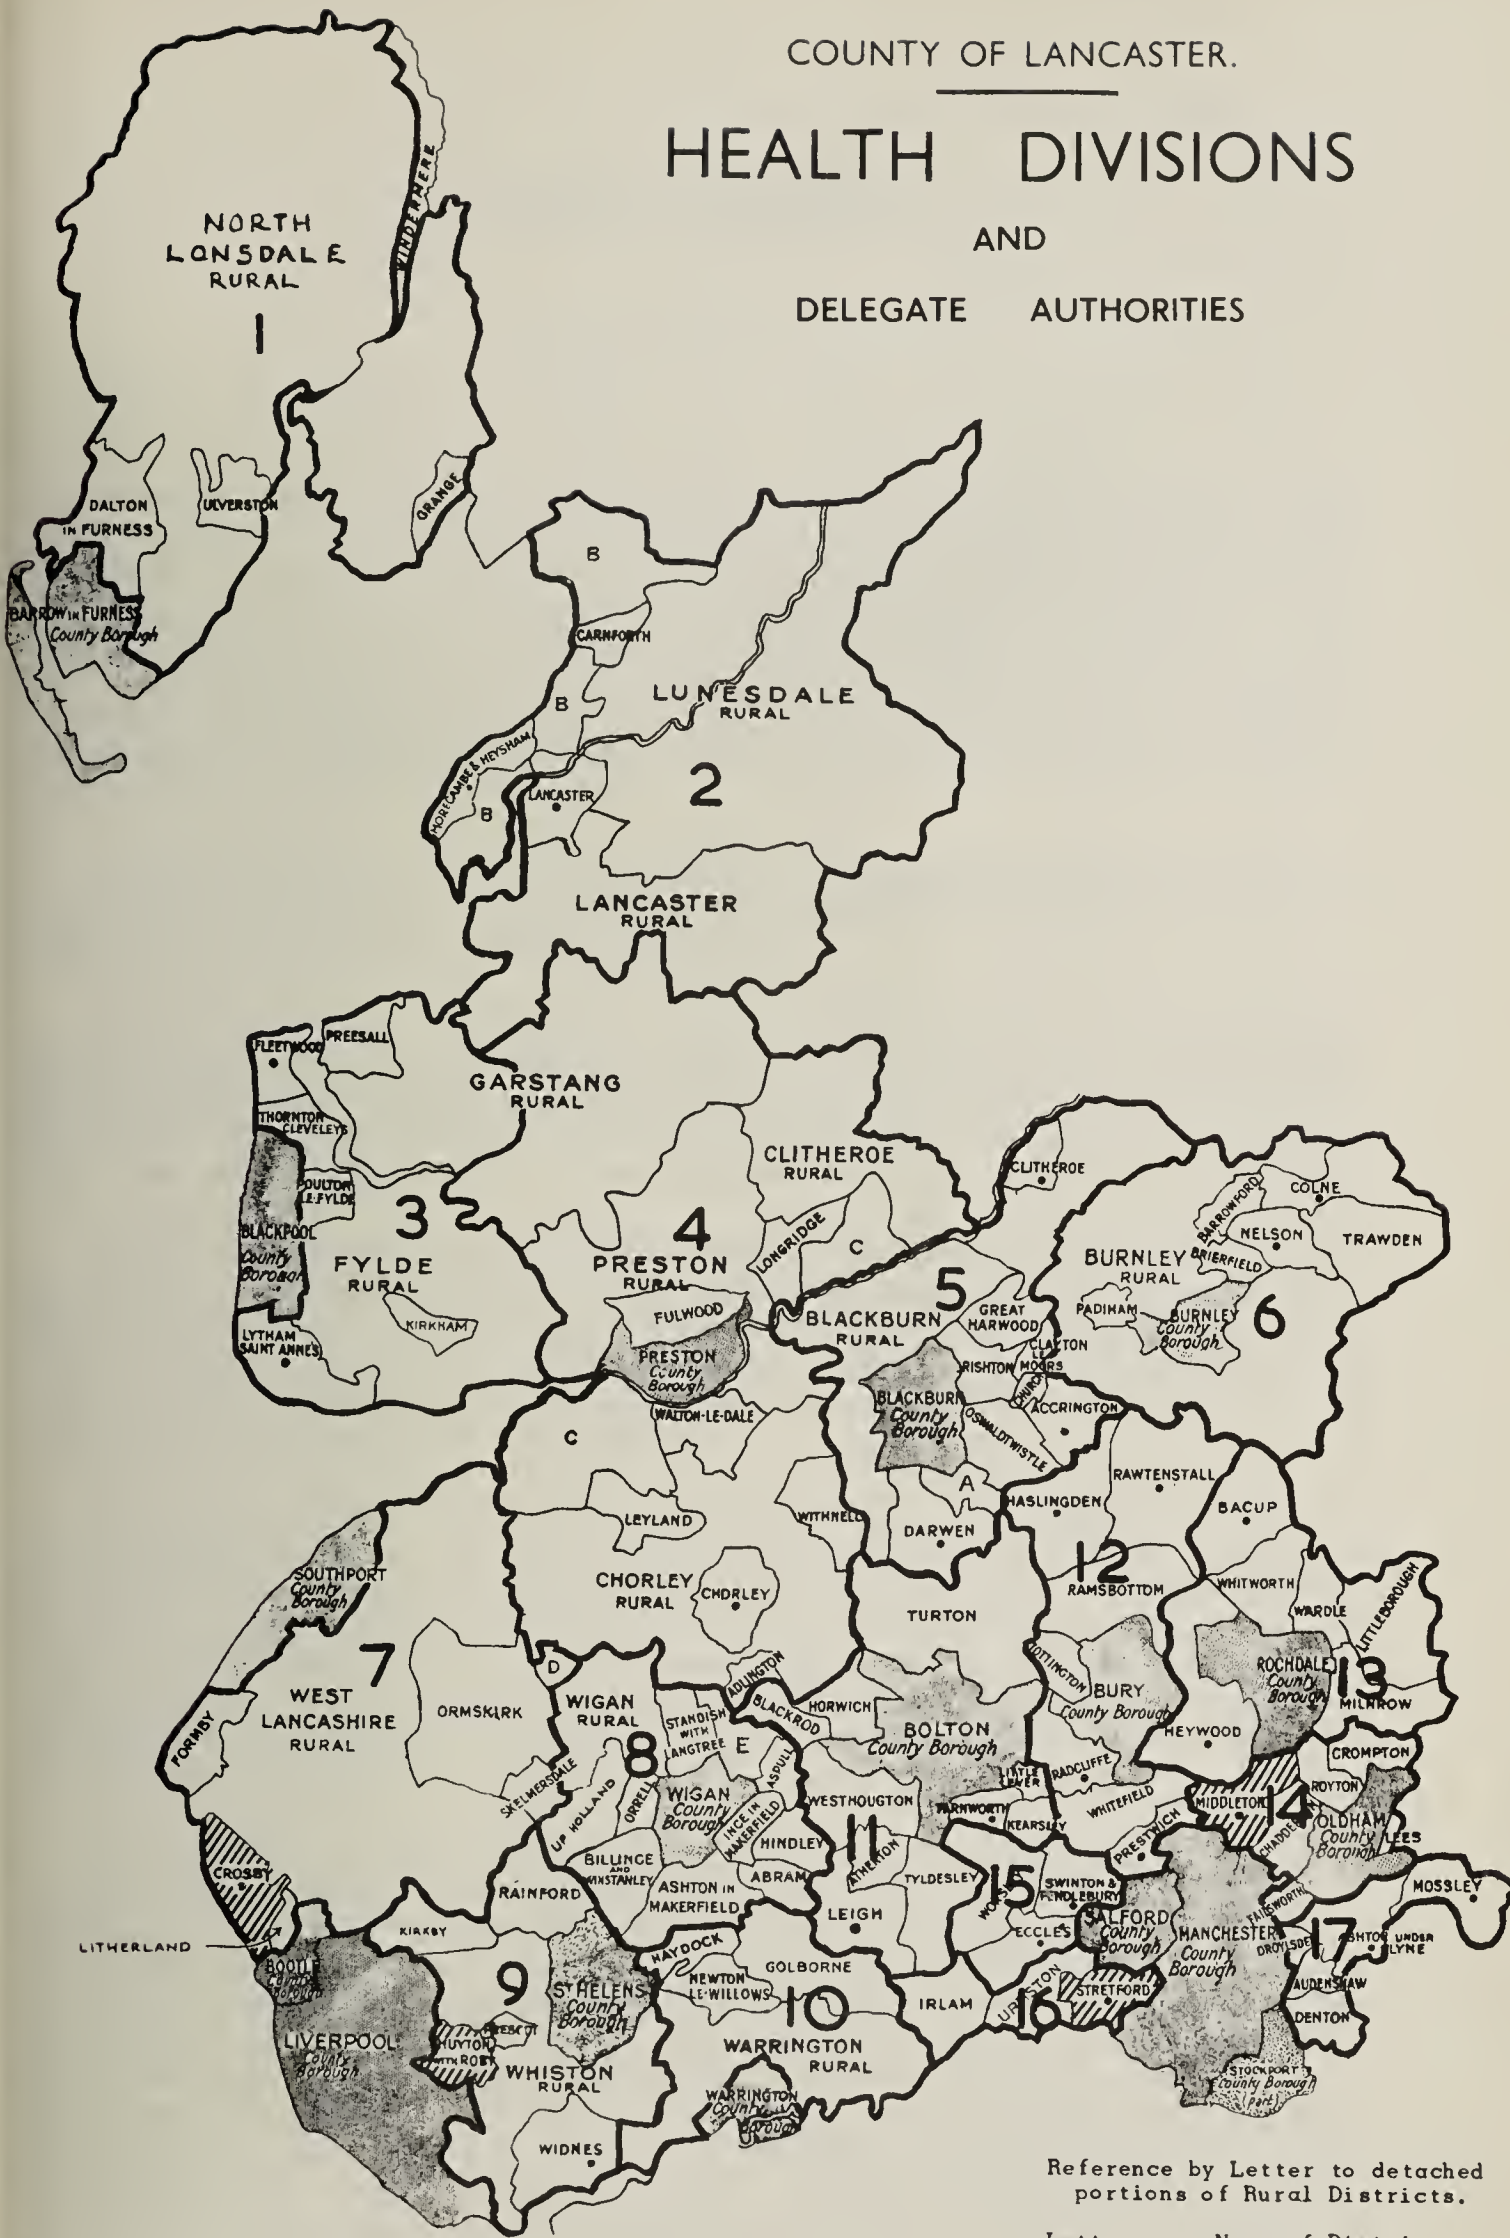 COUNTY OF LANCASTER.
HEALTH DIVISIONS
AND
DELEGATE AUTHORITIES
WINDERMERE
NORTH
LONSDALE
RURAL
1
GRANGE
DALTON
IN FURNESS
ULVERSTON
BARROW IN FURNESS
County Borough
B
CARNFORTH
LUNESDALE
RURAL
B
MORECAMBE & HEYSHAM
B
LANCASTER
2
LANCASTER
RURAL
FLEETWOOD
PREESALL
GARSTANG
RURAL
THORNTON
CLEVELEYS
POULTON
LE-FYLDE
BLACKPOOL
County
Borough
3
FYLDE
RURAL
KIRKHAM
LYTHAM
SAINT ANNES
CLITHEROE
RURAL
CLITHEROE
LONGRIDGE
C
4
PRESTON
RURAL
FULWOOD
PRESTON
County
Borough
WALTON-LE-DALE
5
BLACKBURN
RURAL
GREAT
HARWOOD
CLAYTON
LE
MOORS
RISHTON
CHURCH
ACCRINGTON
OSWALDTWISTLE
BLACKBURN
County
Borough
A
DARWEN
BARROWFORD
COLNE
NELSON
TRAWDEN
BRIERFIELD
BURNLEY
RURAL
PADIHAM
BURNLEY
County
Borough
6
C
LEYLAND
WITHNELL
CHORLEY
RURAL
CHORLEY
HASLINGDEN
RAWTENSTALL
BACUP
12
RAMSBOTTOM
WHITWORTH
WARDLE
LITTLEBOROUGH
SOUTHPORT
County
Borough
7
WEST
LANCASHIRE
RURAL
ORMSKIRK
FORMBY
SKELMERSDALE
D
WIGAN
RURAL
STANDISH
WITH
LANGTREE
ADLINGTON
BLACKROD
HORWICH
TURTON
TOTTINGTON
BURY
County Borough
ROCHDALE
County
Borough
13
MILNROW
HEYWOOD
8
E
ASPULL
UP HOLLAND
ORRELL
WIGAN
County
Borough
INCE IN
MAKERFIELD
HINDLEY
BILLINGE
AND
WINSTANLEY
ASHTON IN
MAKERFIELD
ABRAM
BOLTON
County Borough
LITTLE
LEVER
RADCLIFFE
WESTHOUGTON
FARNWORTH
KEARSLEY
WHITEFIELD
PRESTWICH
11
ATHERTON
TYLDESLEY
LEIGH
CROMPTON
ROYTON
MIDDLETON
14
CHADDERTON
OLDHAM
County
Borough
LEES
CROSBY
LITHERLAND
BOOTLE
County
Borough
LIVERPOOL
County
Borough
RAINFORD
KIRKBY
9
ST HELENS
County
Borough
PRESCOT
HUYTON
WITH ROBY
WHISTON
RURAL
WIDNES
HAYDOCK
NEWTON
LE-WILLOWS
GOLBORNE
10
WARRINGTON
RURAL
WARRINGTON
County
Borough
15
WORSLEY
SWINTON &
PENDLEBURY
ECCLES
SALFORD
County
Borough
IRLAM
URMSTON
16
STRETFORD
MANCHESTER
County
Borough
FAILSWORTH
DROYLSDEN
17
MOSSLEY
ASHTON UNDER
LYNE
AUDENSHAW
DENTON
STOCKPORT
County Borough
(part)
Reference by Letter to detached
portions of Rural Districts.